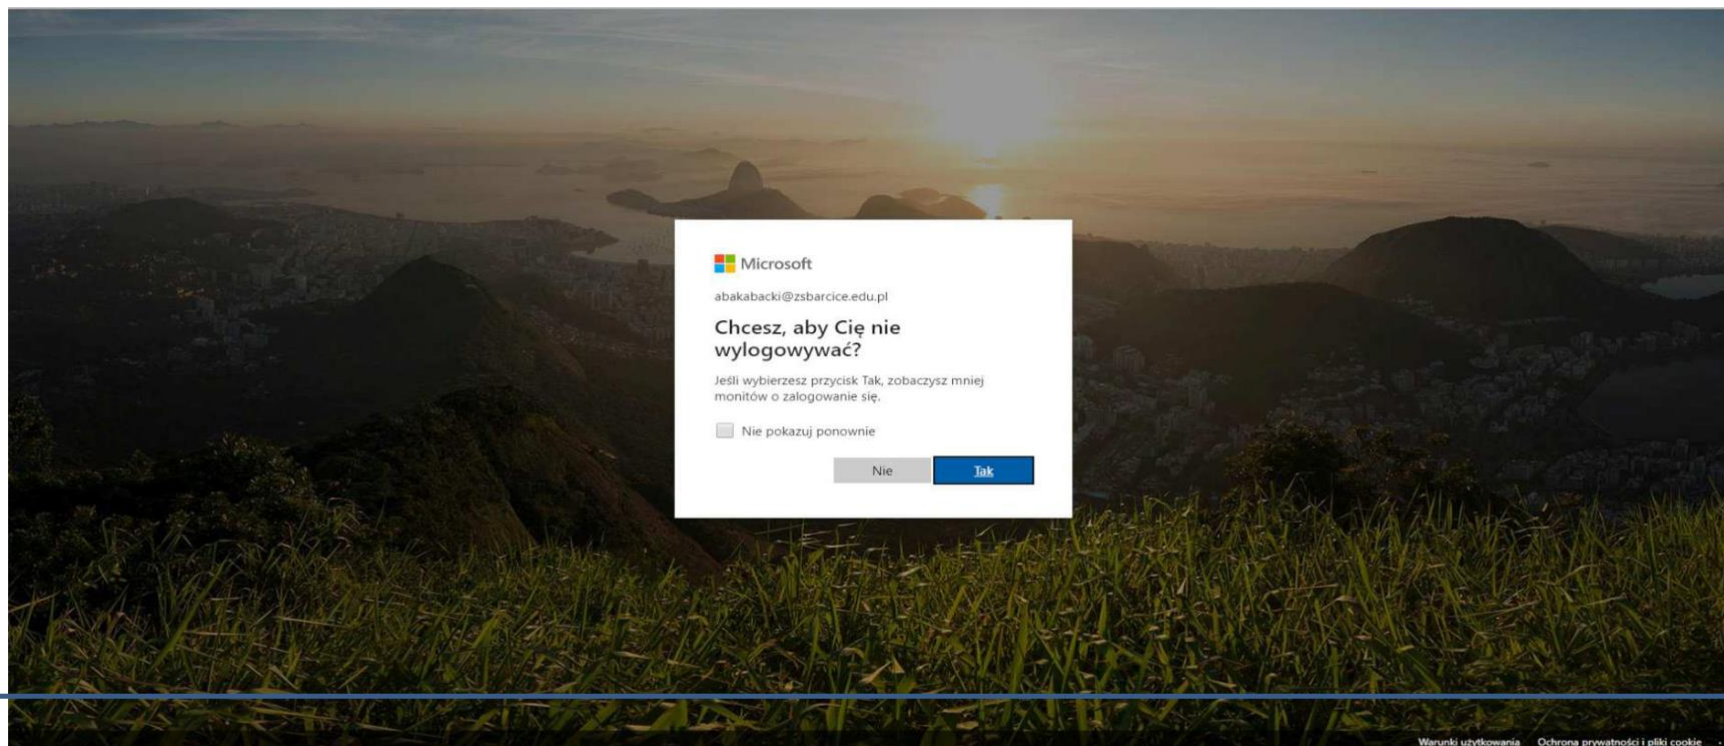 Microsoft
abakabacki@zsbarcice.edu.pl
Chcesz, aby Cię nie
wylogowywać?
Jeśli wybierzesz przycisk Tak, zobaczysz mniej
monitów o zalogowanie się.
Nie pokazuj ponownie
Nie Tak
Warunki użytkowania Ochrona prywatności i pliki cookie